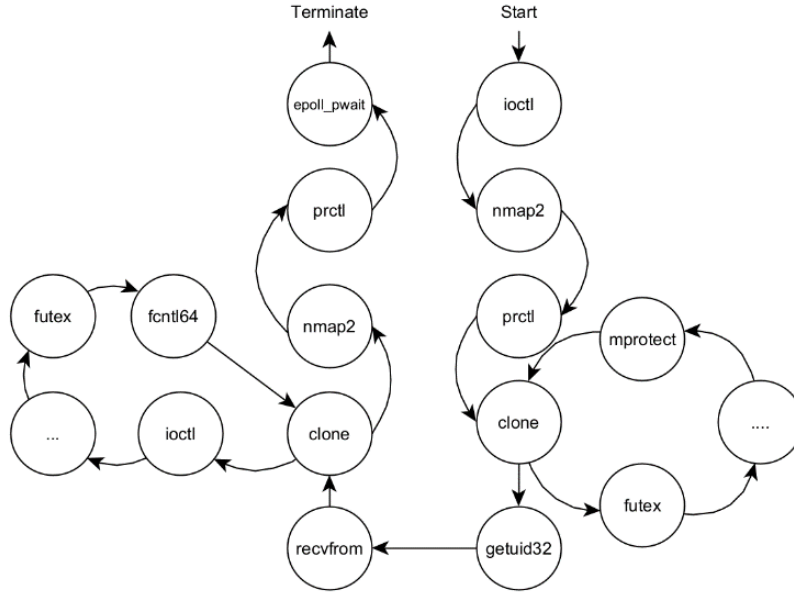 Terminate
Start
epoll_pwait
ioctl
prctl
nmap2
futex
fcntl64
nmap2
prctl
mprotect
...
ioctl
clone
clone
....
futex
recvfrom
getuid32